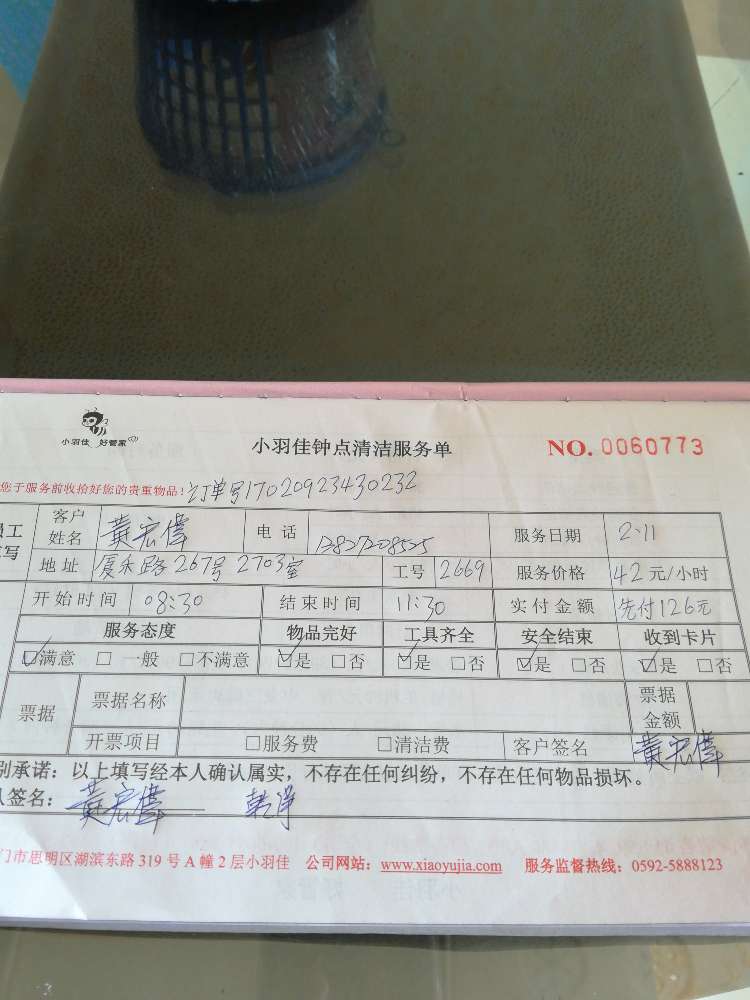 小羽佳 好管家
小羽佳钟点清洁服务单
NO. 0060773
您于服务前收拾好您的贵重物品! 订单号17020923430232
员工 客户姓名 黄宏伟 电话 服务日期 2.11
填写 地址 厦禾路267号2703室 工号 2669 服务价格 42元/小时
开始时间 08:30 结束时间 11:30 实付金额 先付126元
服务态度 物品完好 工具齐全 安全结束 收到卡片
☑满意 □一般 □不满意 ☑是 □否 ☑是 □否 ☑是 □否 ☑是 □否
票据 票据名称 票据金额
开票项目 □服务费 □清洁费 客户签名 黄宏伟
别承诺:以上填写经本人确认属实,不存在任何纠纷,不存在任何物品损坏。
人签名: 黄宏伟 乾净
门市思明区湖滨东路319号A幢2层小羽佳 公司网站:www.xiaoyujia.com 服务监督热线:0592-5888123